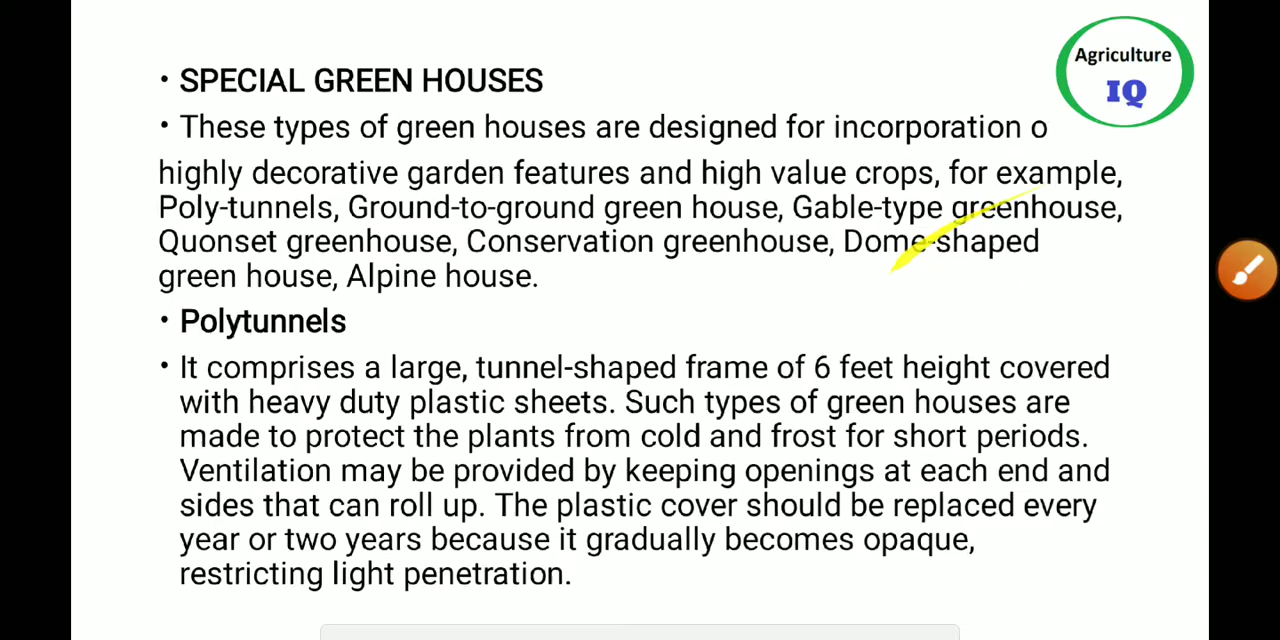 Agriculture
IQ
• SPECIAL GREEN HOUSES
• These types of green houses are designed for incorporation o
highly decorative garden features and high value crops, for example,
Poly-tunnels, Ground-to-ground green house, Gable-type greenhouse,
Quonset greenhouse, Conservation greenhouse, Dome-shaped
green house, Alpine house.
• Polytunnels
• It comprises a large, tunnel-shaped frame of 6 feet height covered
with heavy duty plastic sheets. Such types of green houses are
made to protect the plants from cold and frost for short periods.
Ventilation may be provided by keeping openings at each end and
sides that can roll up. The plastic cover should be replaced every
year or two years because it gradually becomes opaque,
restricting light penetration.